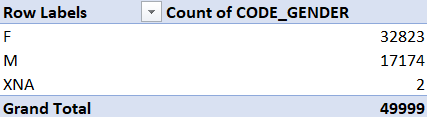 Row Labels Count of CODE_GENDER
F 32823
M 17174
XNA 2
Grand Total 49999